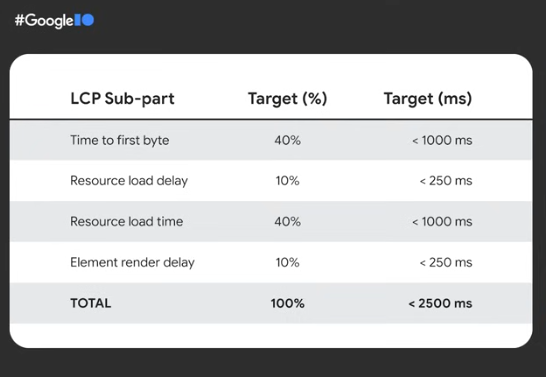 #GoogleIO
LCP Sub-part Target (%) Target (ms)
Time to first byte 40% < 1000 ms
Resource load delay 10% < 250 ms
Resource load time 40% < 1000 ms
Element render delay 10% < 250 ms
TOTAL 100% < 2500 ms